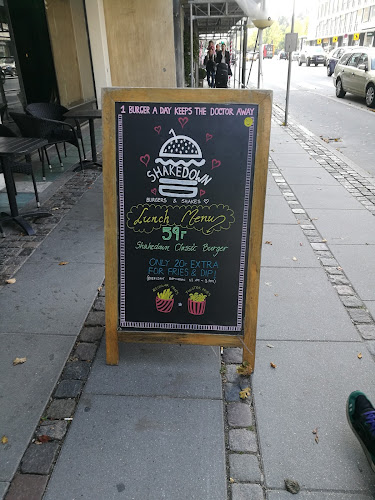 1 BURGER A DAY KEEPS THE DOCTOR AWAY
SHAKEDOWN
BURGERS & SHAKES
Lunch Menu
59,-
Shakedown Classic Burger
ONLY 20,- EXTRA
FOR FRIES & DIP!